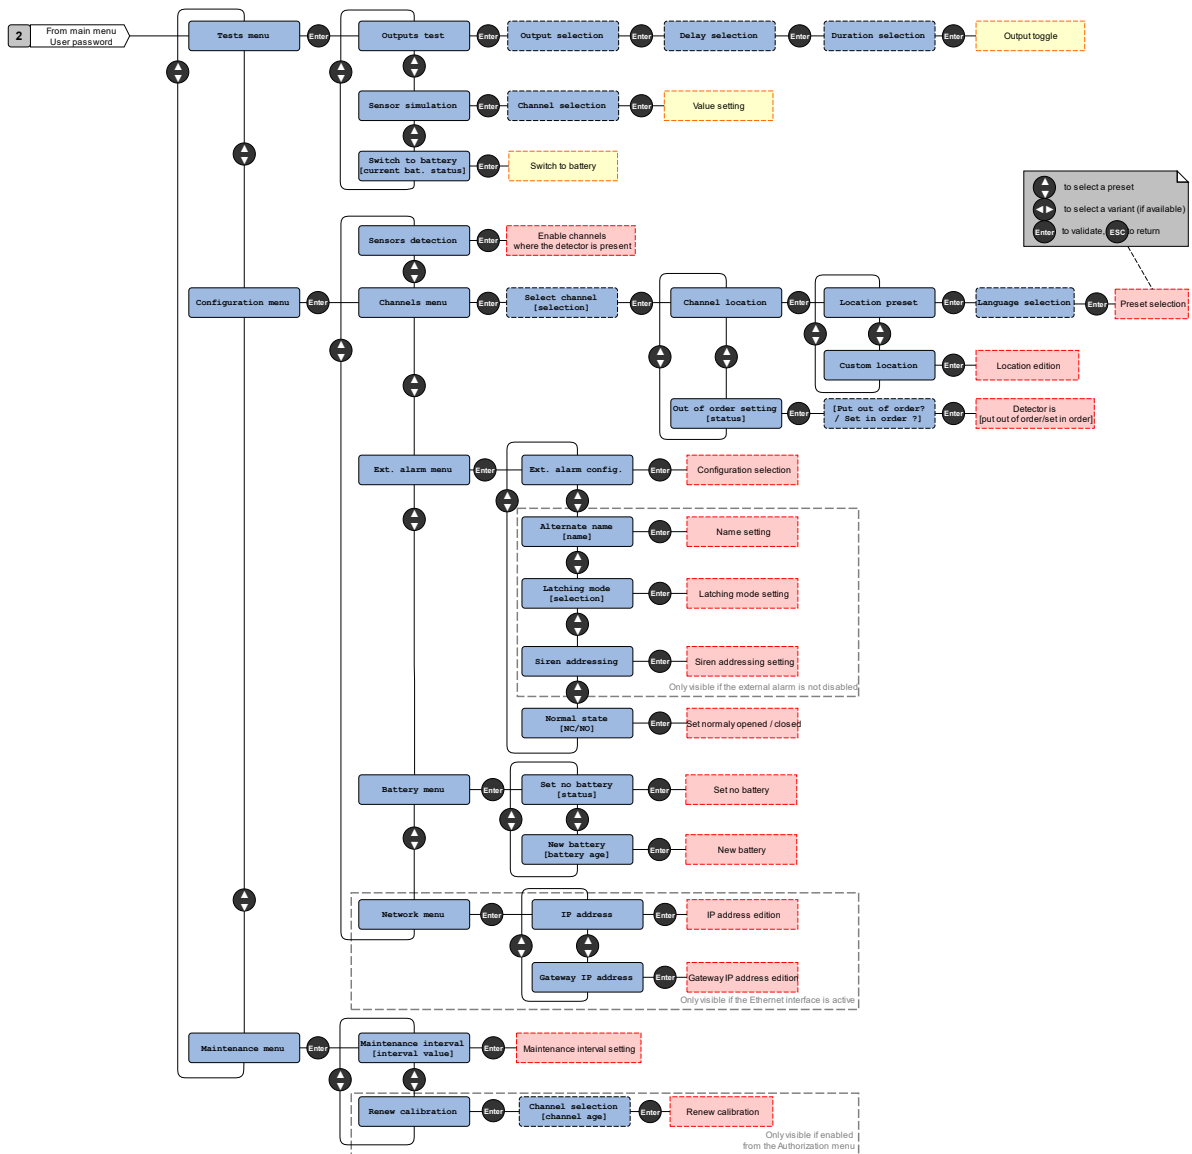 2
From main menu
User password
Tests menu
Enter
Outputs test
Enter
Output selection
Enter
Delay selection
Enter
Duration selection
Enter
Output toggle
Sensor simulation
Enter
Channel selection
Enter
Value setting
Switch to battery
[current bat. status]
Enter
Switch to battery
to select a preset
to select a variant (if available)
Enter
to validate,
ESC
to return
Sensors detection
Enter
Enable channels
where the detector is present
Configuration menu
Enter
Channels menu
Enter
Select channel
[selection]
Enter
Channel location
Enter
Location preset
Enter
Language selection
Enter
Preset selection
Custom location
Enter
Location edition
Out of order setting
[status]
Enter
[Put out of order?
/ Set in order ?]
Enter
Detector is
[put out of order/set in order]
Ext. alarm menu
Enter
Ext. alarm config.
Enter
Configuration selection
Alternate name
[name]
Enter
Name setting
Latching mode
[selection]
Enter
Latching mode setting
Siren addressing
Enter
Siren addressing setting
Only visible if the external alarm is not disabled
Normal state
[NC/NO]
Enter
Set normaly opened / closed
Battery menu
Enter
Set no battery
[status]
Enter
Set no battery
New battery
[battery age]
Enter
New battery
Network menu
Enter
IP address
Enter
IP address edition
Gateway IP address
Enter
Gateway IP address edition
Only visible if the Ethernet interface is active
Maintenance menu
Enter
Maintenance interval
[interval value]
Enter
Maintenance interval setting
Renew calibration
Enter
Channel selection
[channel age]
Enter
Renew calibration
Only visible if enabled
from the Authorization menu